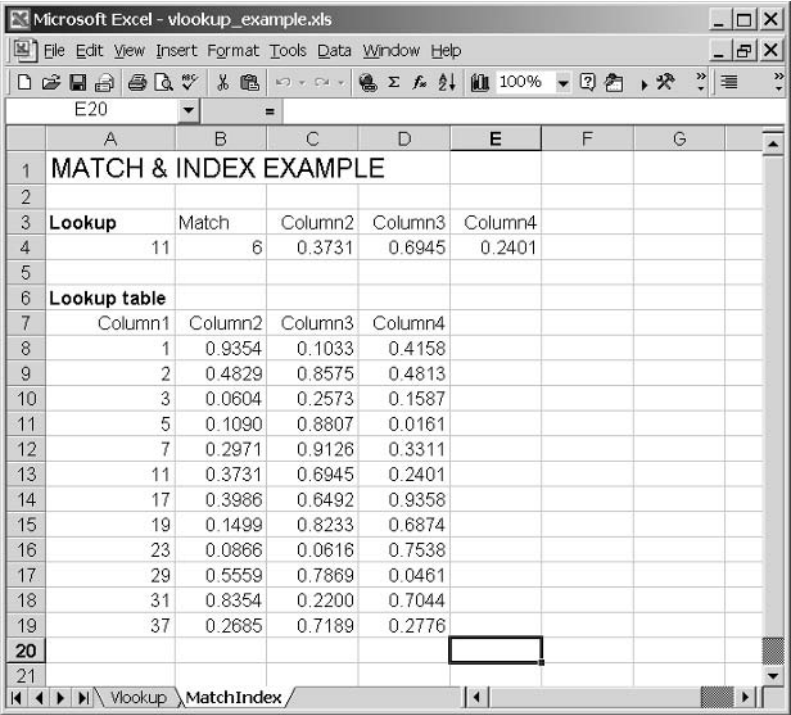 Microsoft Excel - vlookup_example.xls
File Edit View Insert Format Tools Data Window Help
100%
E20 =
A B C D E F G
1 MATCH & INDEX EXAMPLE
2
3 Lookup Match Column2 Column3 Column4
4 11 6 0.3731 0.6945 0.2401
5
6 Lookup table
7 Column1 Column2 Column3 Column4
8 1 0.9354 0.1033 0.4158
9 2 0.4829 0.8575 0.4813
10 3 0.0604 0.2573 0.1587
11 5 0.1090 0.8807 0.0161
12 7 0.2971 0.9126 0.3311
13 11 0.3731 0.6945 0.2401
14 17 0.3986 0.6492 0.9358
15 19 0.1499 0.8233 0.6874
16 23 0.0866 0.0616 0.7538
17 29 0.5559 0.7869 0.0461
18 31 0.8354 0.2200 0.7044
19 37 0.2685 0.7189 0.2776
20
21
Vlookup MatchIndex